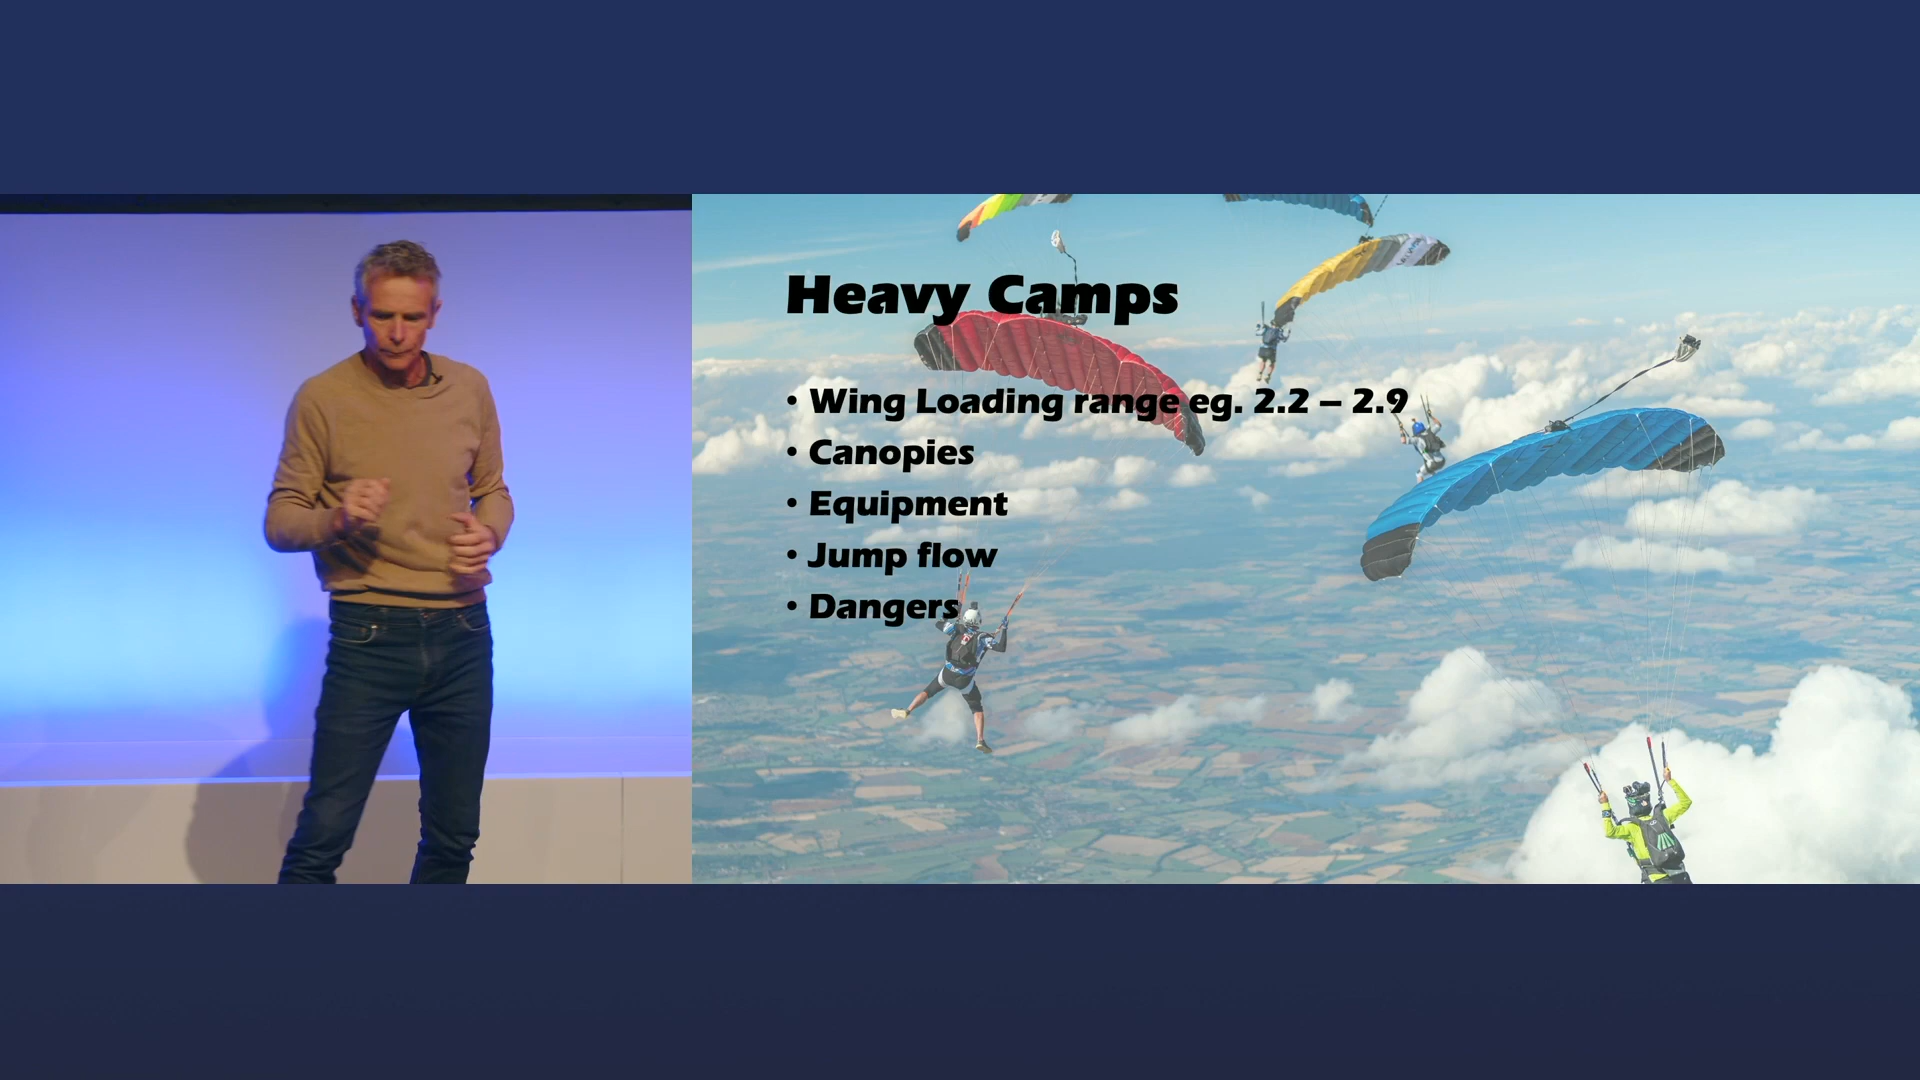 Heavy Camps
• Wing Loading range eg. 2.2 – 2.9
• Canopies
• Equipment
• Jump flow
• Dangers